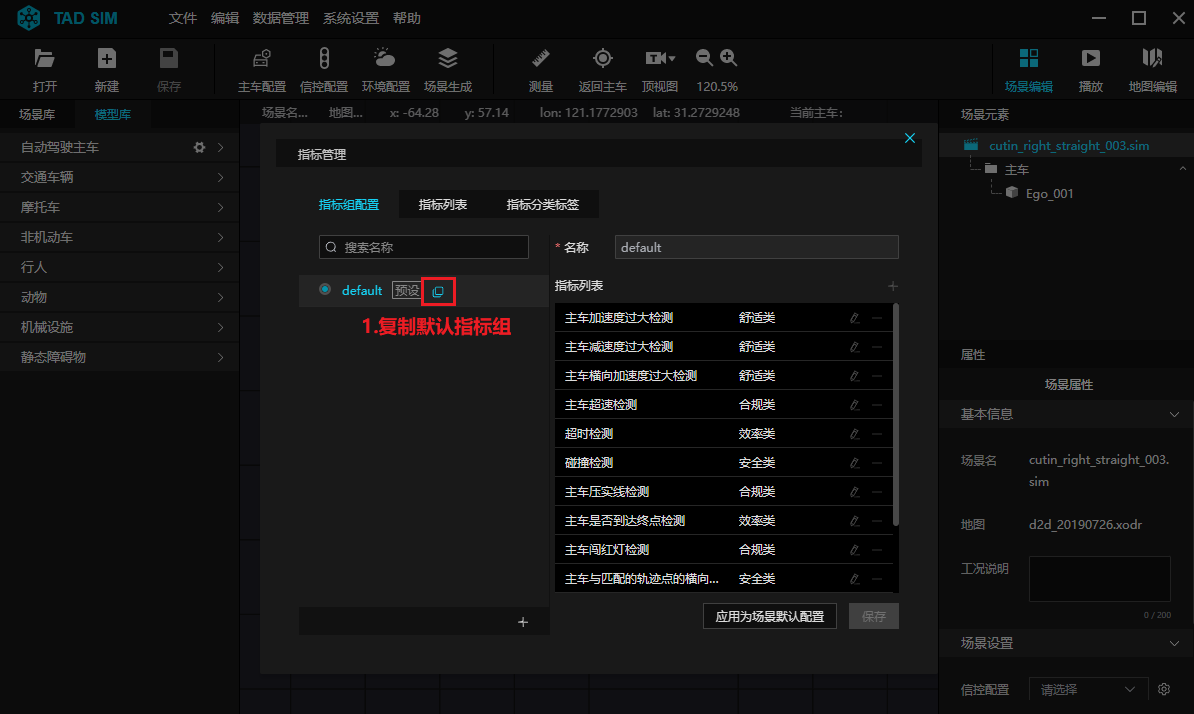 TAD SIM 文件 编辑 数据管理 系统设置 帮助
打开 新建 保存 主车配置 信控配置 环境配置 场景生成 测量 返回主车 顶视图 120.5% 场景编辑 播放 地图编辑
场景库 模型库
场景名... 地图... x: -64.28 y: 57.14 lon: 121.1772903 lat: 31.2729248 当前主车:
自动驾驶主车
交通车辆
摩托车
非机动车
行人
动物
机械设施
静态障碍物
指标管理
指标组配置 指标列表 指标分类标签
搜索名称
default 预设
1.复制默认指标组
* 名称 default
指标列表
主车加速度过大检测 舒适类
主车减速度过大检测 舒适类
主车横向加速度过大检测 舒适类
主车超速检测 合规类
超时检测 效率类
碰撞检测 安全类
主车压实线检测 合规类
主车是否到达终点检测 效率类
主车闯红灯检测 合规类
主车与匹配的轨迹点的横向... 安全类
应用为场景默认配置 保存
场景元素
cutin_right_straight_003.sim
主车
Ego_001
属性
场景属性
基本信息
场景名 cutin_right_straight_003.
sim
地图 d2d_20190726.xodr
工况说明
0 / 200
场景设置
信控配置 请选择